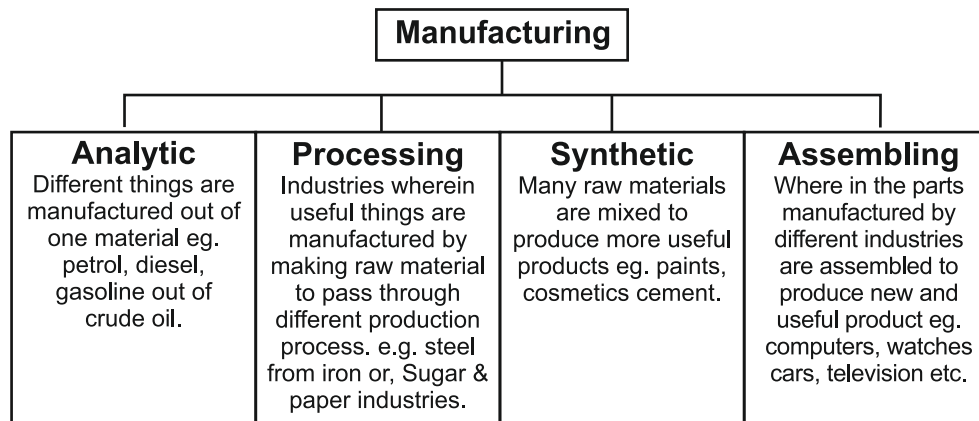 Manufacturing
Analytic
Different things are
manufactured out of
one material eg.
petrol, diesel,
gasoline out of
crude oil.
Processing
Industries wherein
useful things are
manufactured by
making raw material
to pass through
different production
process. e.g. steel
from iron or, Sugar &
paper industries.
Synthetic
Many raw materials
are mixed to
produce more useful
products eg. paints,
cosmetics cement.
Assembling
Where in the parts
manufactured by
different industries
are assembled to
produce new and
useful product eg.
computers, watches
cars, television etc.